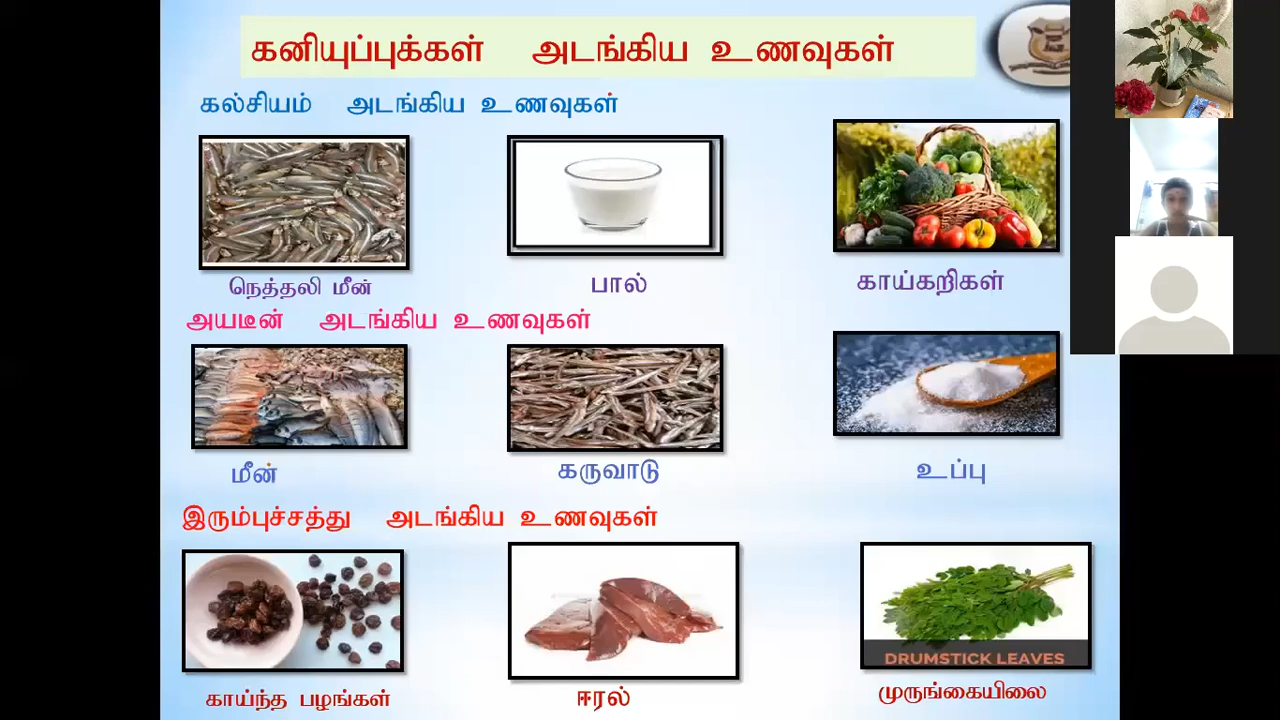 கனியுப்புக்கள் அடங்கிய உணவுகள்
கல்சியம் அடங்கிய உணவுகள்
நெத்தலி மீன்
பால்
காய்கறிகள்
அயடீன் அடங்கிய உணவுகள்
மீன்
கருவாடு
உப்பு
இரும்புச்சத்து அடங்கிய உணவுகள்
DRUMSTICK LEAVES
காய்ந்த பழங்கள்
ஈரல்
முருங்கையிலை